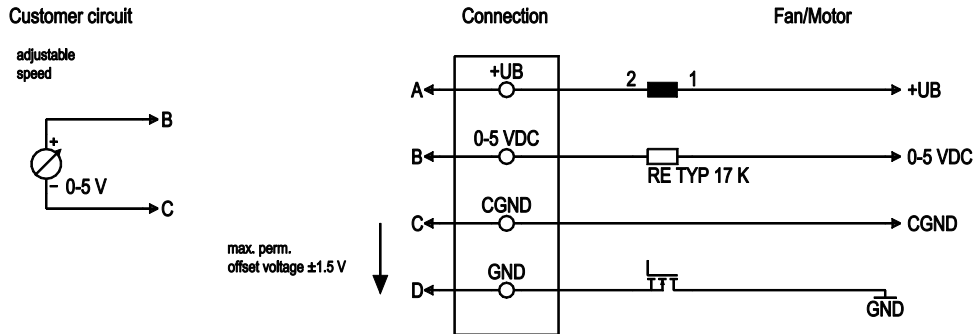 Customer circuit
Connection
Fan/Motor
adjustable
speed
+
0-5 V
–
B
C
A
+UB
2
1
+UB
B
0-5 VDC
RE TYP 17 K
0-5 VDC
C
CGND
CGND
max. perm.
offset voltage ±1.5 V
D
GND
GND